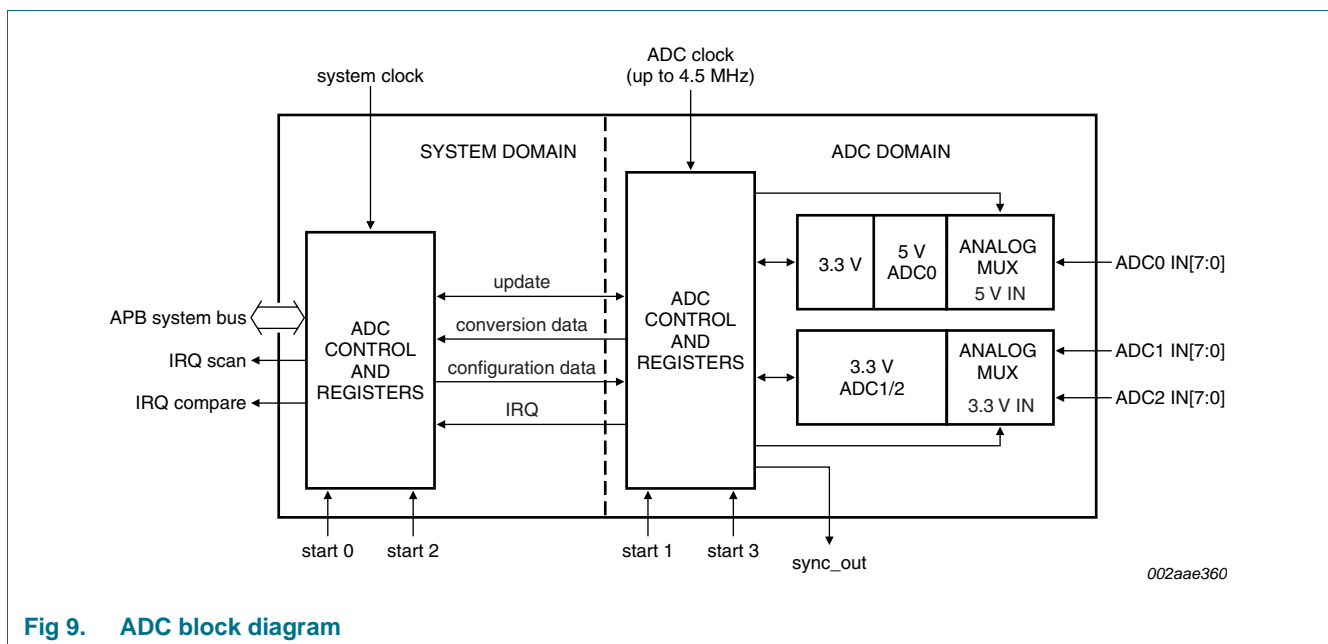 ADC clock
(up to 4.5 MHz)
system clock
SYSTEM DOMAIN
ADC DOMAIN
APB system bus
IRQ scan
IRQ compare
ADC
CONTROL
AND
REGISTERS
update
conversion data
configuration data
IRQ
ADC
CONTROL
AND
REGISTERS
3.3 V
5 V
ADC0
ANALOG
MUX
5 V IN
ADC0 IN[7:0]
3.3 V
ADC1/2
ANALOG
MUX
3.3 V IN
ADC1 IN[7:0]
ADC2 IN[7:0]
start 0
start 2
start 1
start 3
sync_out
002aae360
Fig 9. ADC block diagram